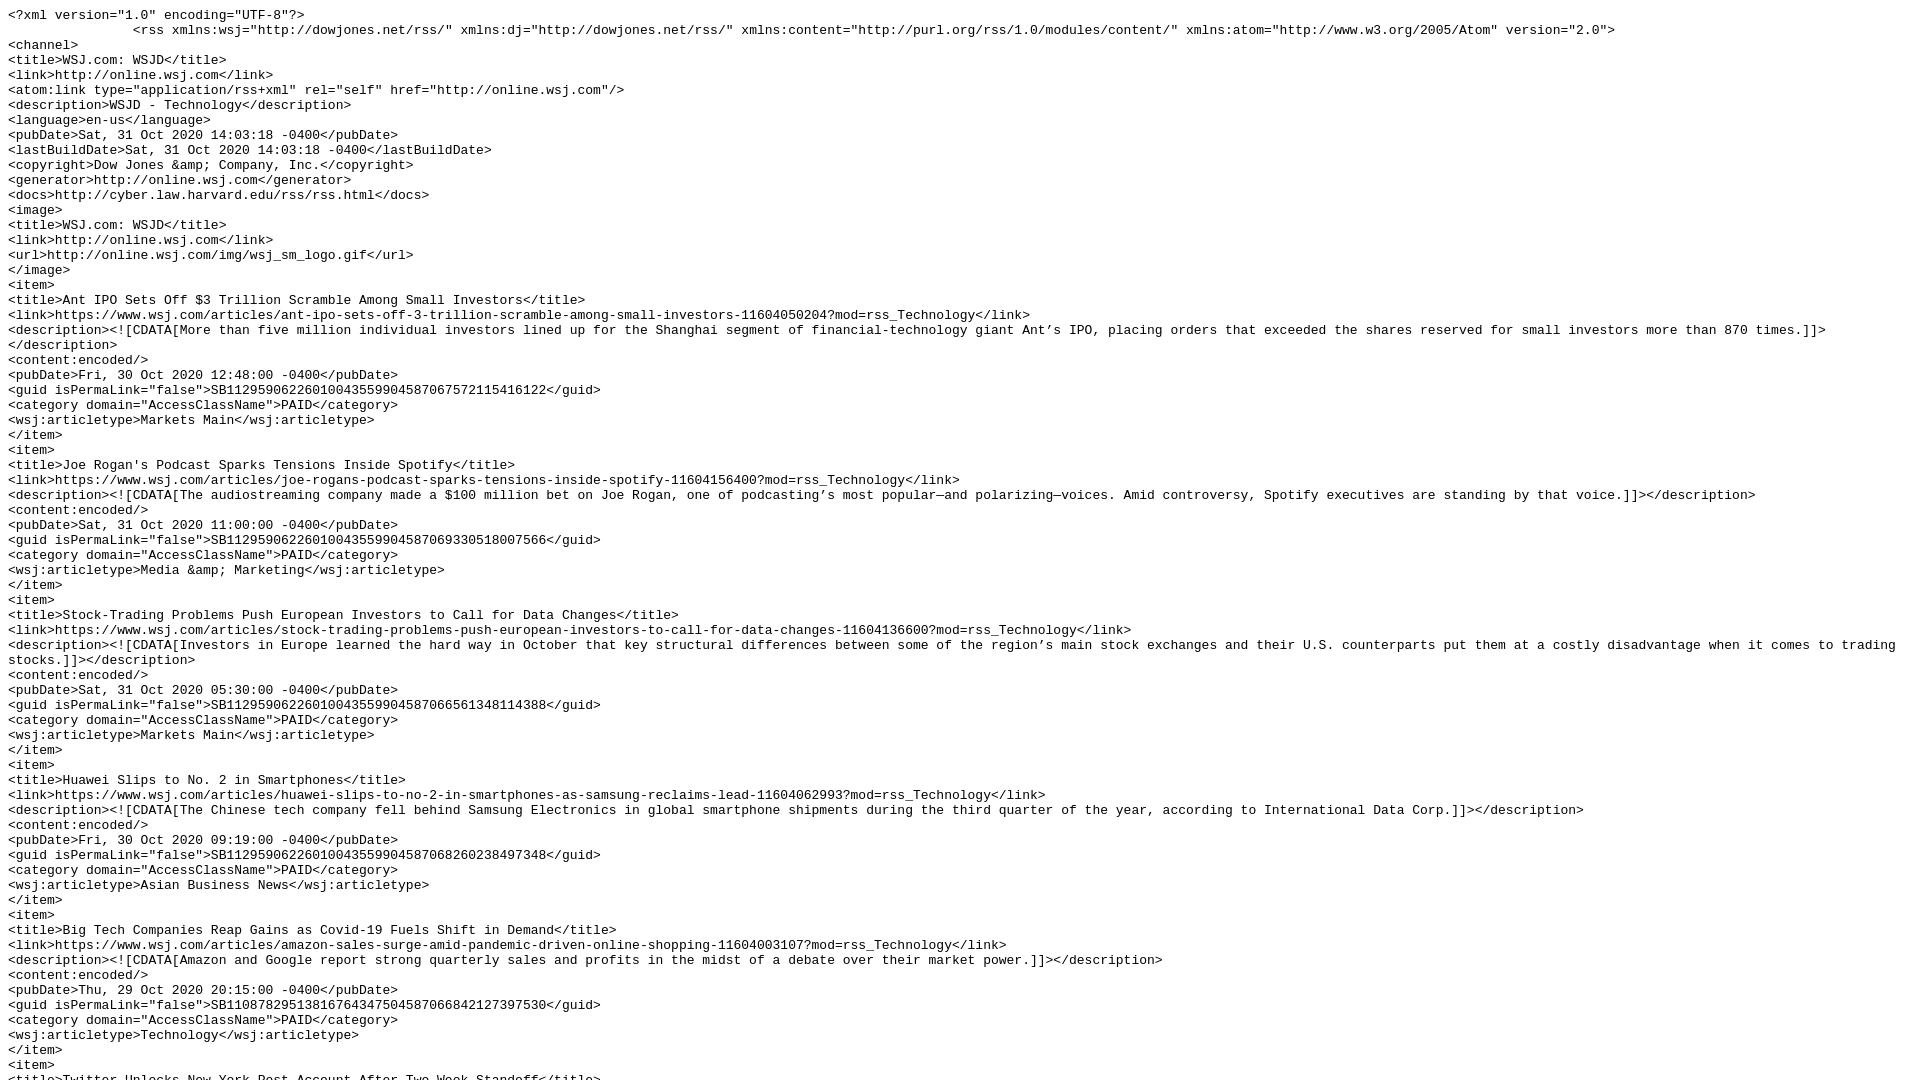 <?xml version="1.0" encoding="UTF-8"?>
<rss xmlns:wsj="http://dowjones.net/rss/" xmlns:dj="http://dowjones.net/rss/" xmlns:content="http://purl.org/rss/1.0/modules/content/" xmlns:atom="http://www.w3.org/2005/Atom" version="2.0">
<channel>
<title>WSJ.com: WSJD</title>
<link>http://online.wsj.com</link>
<atom:link type="application/rss+xml" rel="self" href="http://online.wsj.com"/>
<description>WSJD - Technology</description>
<language>en-us</language>
<pubDate>Sat, 31 Oct 2020 14:03:18 -0400</pubDate>
<lastBuildDate>Sat, 31 Oct 2020 14:03:18 -0400</lastBuildDate>
<copyright>Dow Jones &amp; Company, Inc.</copyright>
<generator>http://online.wsj.com</generator>
<docs>http://cyber.law.harvard.edu/rss/rss.html</docs>
<image>
<title>WSJ.com: WSJD</title>
<link>http://online.wsj.com</link>
<url>http://online.wsj.com/img/wsj_sm_logo.gif</url>
</image>
<item>
<title>Ant IPO Sets Off $3 Trillion Scramble Among Small Investors</title>
<link>https://www.wsj.com/articles/ant-ipo-sets-off-3-trillion-scramble-among-small-investors-11604050204?mod=rss_Technology</link>
<description><![CDATA[More than five million individual investors lined up for the Shanghai segment of financial-technology giant Ant’s IPO, placing orders that exceeded the shares reserved for small investors more than 870 times.]]>
</description>
<content:encoded/>
<pubDate>Fri, 30 Oct 2020 12:48:00 -0400</pubDate>
<guid isPermaLink="false">SB11295906226010043559904587067572115416122</guid>
<category domain="AccessClassName">PAID</category>
<wsj:articletype>Markets Main</wsj:articletype>
</item>
<item>
<title>Joe Rogan's Podcast Sparks Tensions Inside Spotify</title>
<link>https://www.wsj.com/articles/joe-rogans-podcast-sparks-tensions-inside-spotify-11604156400?mod=rss_Technology</link>
<description><![CDATA[The audiostreaming company made a $100 million bet on Joe Rogan, one of podcasting’s most popular—and polarizing—voices. Amid controversy, Spotify executives are standing by that voice.]]></description>
<content:encoded/>
<pubDate>Sat, 31 Oct 2020 11:00:00 -0400</pubDate>
<guid isPermaLink="false">SB11295906226010043559904587069330518007566</guid>
<category domain="AccessClassName">PAID</category>
<wsj:articletype>Media &amp; Marketing</wsj:articletype>
</item>
<item>
<title>Stock-Trading Problems Push European Investors to Call for Data Changes</title>
<link>https://www.wsj.com/articles/stock-trading-problems-push-european-investors-to-call-for-data-changes-11604136600?mod=rss_Technology</link>
<description><![CDATA[Investors in Europe learned the hard way in October that key structural differences between some of the region’s main stock exchanges and their U.S. counterparts put them at a costly disadvantage when it comes to trading
stocks.]]></description>
<content:encoded/>
<pubDate>Sat, 31 Oct 2020 05:30:00 -0400</pubDate>
<guid isPermaLink="false">SB11295906226010043559904587066561348114388</guid>
<category domain="AccessClassName">PAID</category>
<wsj:articletype>Markets Main</wsj:articletype>
</item>
<item>
<title>Huawei Slips to No. 2 in Smartphones</title>
<link>https://www.wsj.com/articles/huawei-slips-to-no-2-in-smartphones-as-samsung-reclaims-lead-11604062993?mod=rss_Technology</link>
<description><![CDATA[The Chinese tech company fell behind Samsung Electronics in global smartphone shipments during the third quarter of the year, according to International Data Corp.]]></description>
<content:encoded/>
<pubDate>Fri, 30 Oct 2020 09:19:00 -0400</pubDate>
<guid isPermaLink="false">SB11295906226010043559904587068260238497348</guid>
<category domain="AccessClassName">PAID</category>
<wsj:articletype>Asian Business News</wsj:articletype>
</item>
<item>
<title>Big Tech Companies Reap Gains as Covid-19 Fuels Shift in Demand</title>
<link>https://www.wsj.com/articles/amazon-sales-surge-amid-pandemic-driven-online-shopping-11604003107?mod=rss_Technology</link>
<description><![CDATA[Amazon and Google report strong quarterly sales and profits in the midst of a debate over their market power.]]></description>
<content:encoded/>
<pubDate>Thu, 29 Oct 2020 20:15:00 -0400</pubDate>
<guid isPermaLink="false">SB11087829513816764347504587066842127397530</guid>
<category domain="AccessClassName">PAID</category>
<wsj:articletype>Technology</wsj:articletype>
</item>
<item>
<title>Twitter Unlocks New York Post Account After Two-Week Standoff</title>